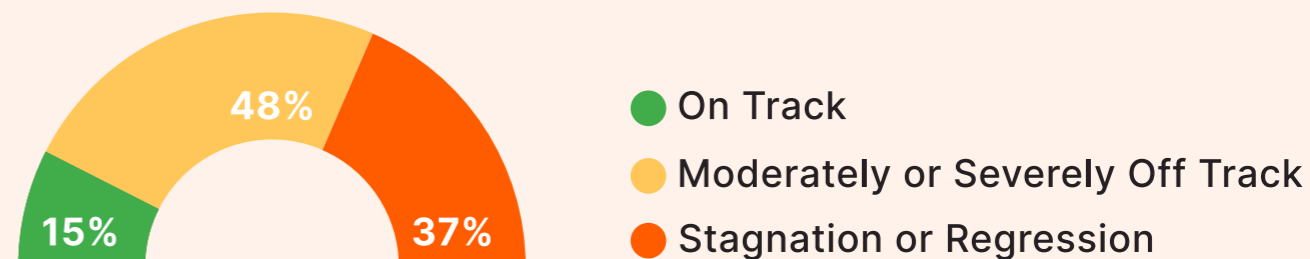 48%
15%
37%
On Track
Moderately or Severely Off Track
Stagnation or Regression